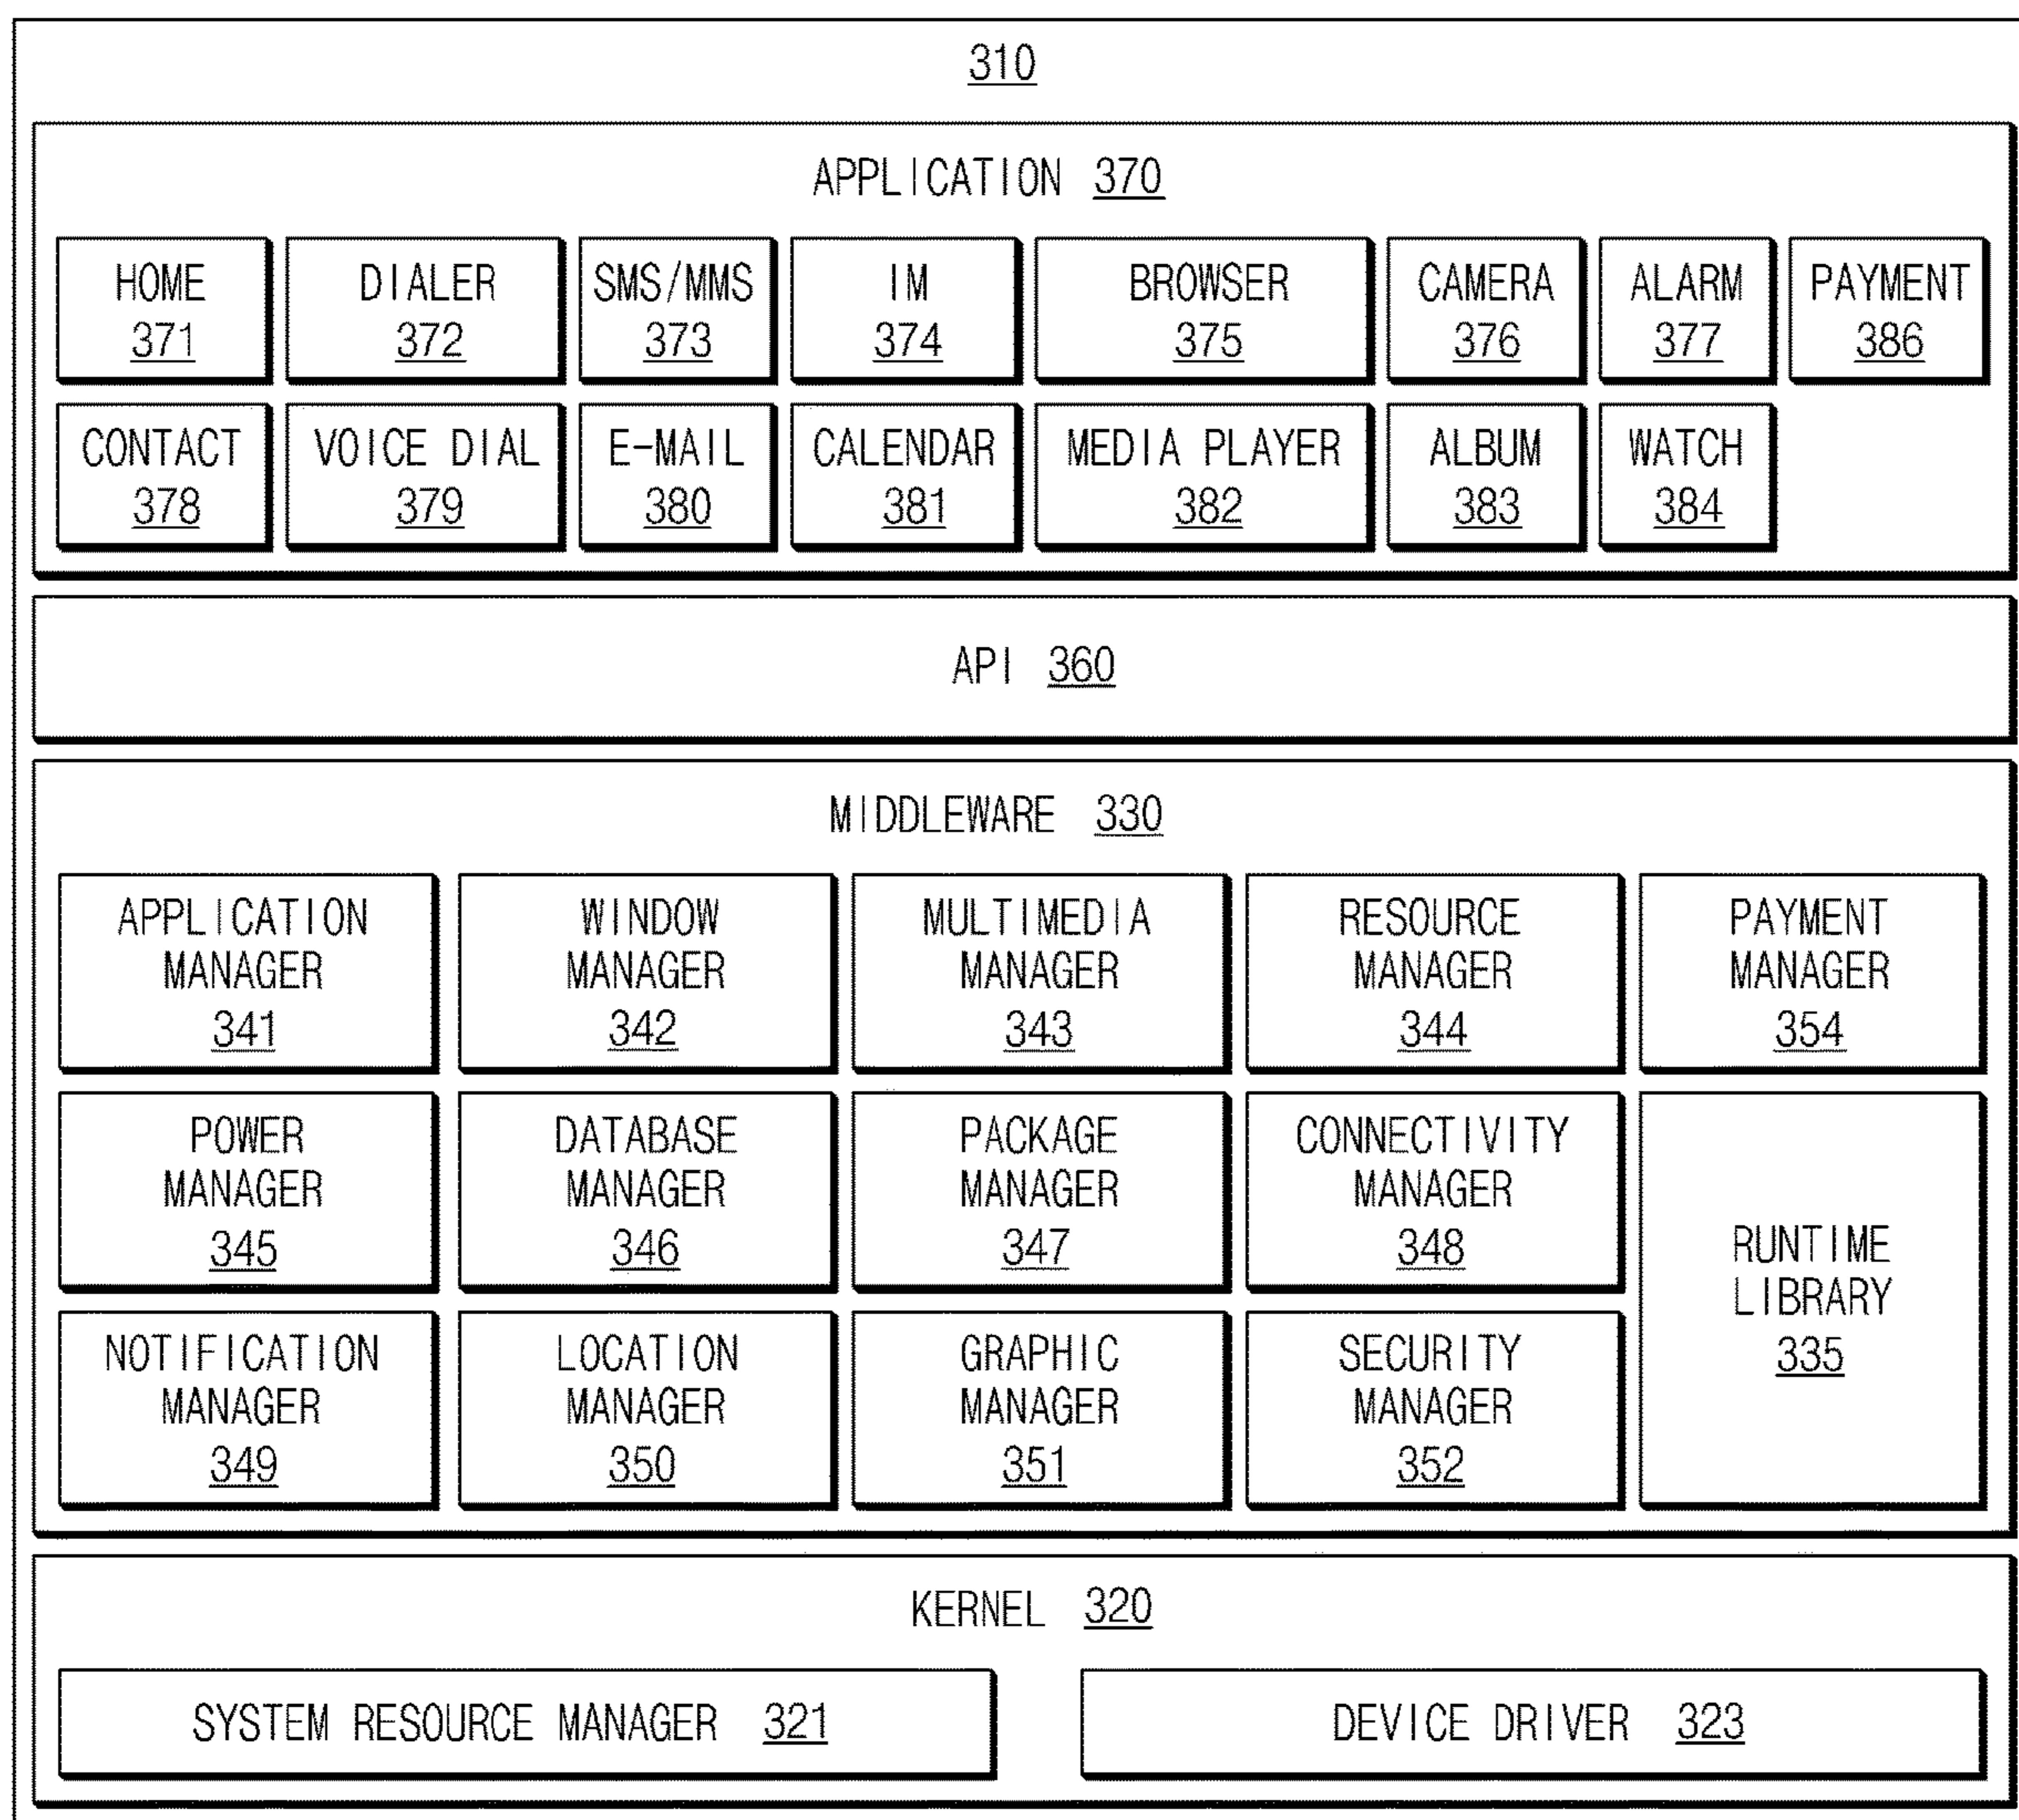 310
APPLICATION 370
HOME
371
DIALER
372
SMS/MMS
373
IM
374
BROWSER
375
CAMERA
376
ALARM
377
PAYMENT
386
CONTACT
378
VOICE DIAL
379
E-MAIL
380
CALENDAR
381
MEDIA PLAYER
382
ALBUM
383
WATCH
384
API 360
MIDDLEWARE 330
APPLICATION
MANAGER
341
WINDOW
MANAGER
342
MULTIMEDIA
MANAGER
343
RESOURCE
MANAGER
344
PAYMENT
MANAGER
354
POWER
MANAGER
345
DATABASE
MANAGER
346
PACKAGE
MANAGER
347
CONNECTIVITY
MANAGER
348
RUNTIME
LIBRARY
335
NOTIFICATION
MANAGER
349
LOCATION
MANAGER
350
GRAPHIC
MANAGER
351
SECURITY
MANAGER
352
KERNEL 320
SYSTEM RESOURCE MANAGER 321
DEVICE DRIVER 323